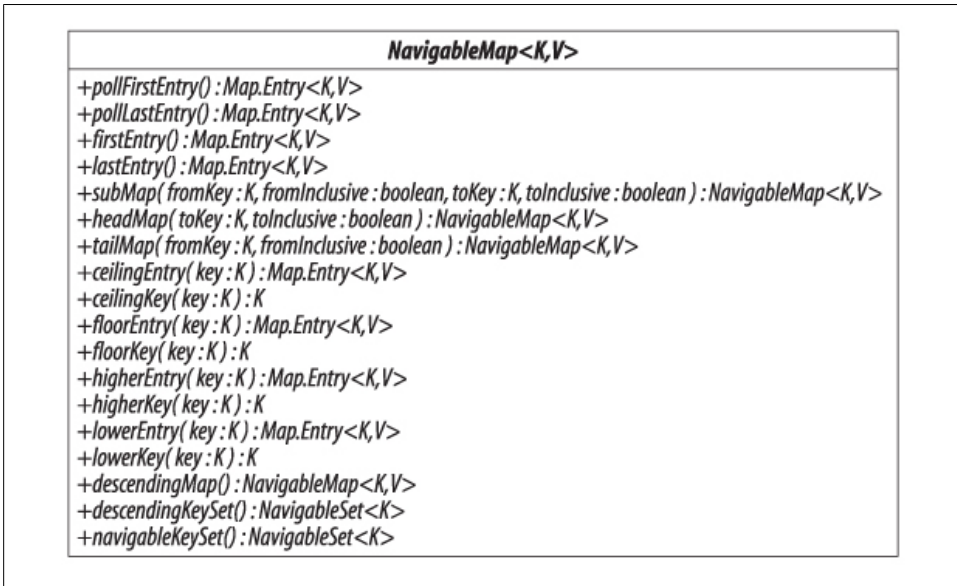 NavigableMap<K,V>
+pollFirstEntry() : Map.Entry<K,V>
+pollLastEntry() : Map.Entry<K,V>
+firstEntry() : Map.Entry<K,V>
+lastEntry() : Map.Entry<K,V>
+subMap( fromKey : K, fromInclusive : boolean, toKey : K, toInclusive : boolean ) : NavigableMap<K,V>
+headMap( toKey : K, toInclusive : boolean ) : NavigableMap<K,V>
+tailMap( fromKey : K, fromInclusive : boolean ) : NavigableMap<K,V>
+ceilingEntry( key : K ) : Map.Entry<K,V>
+ceilingKey( key : K ) : K
+floorEntry( key : K ) : Map.Entry<K,V>
+floorKey( key : K ) : K
+higherEntry( key : K ) : Map.Entry<K,V>
+higherKey( key : K ) : K
+lowerEntry( key : K ) : Map.Entry<K,V>
+lowerKey( key : K ) : K
+descendingMap() : NavigableMap<K,V>
+descendingKeySet() : NavigableSet<K>
+navigableKeySet() : NavigableSet<K>